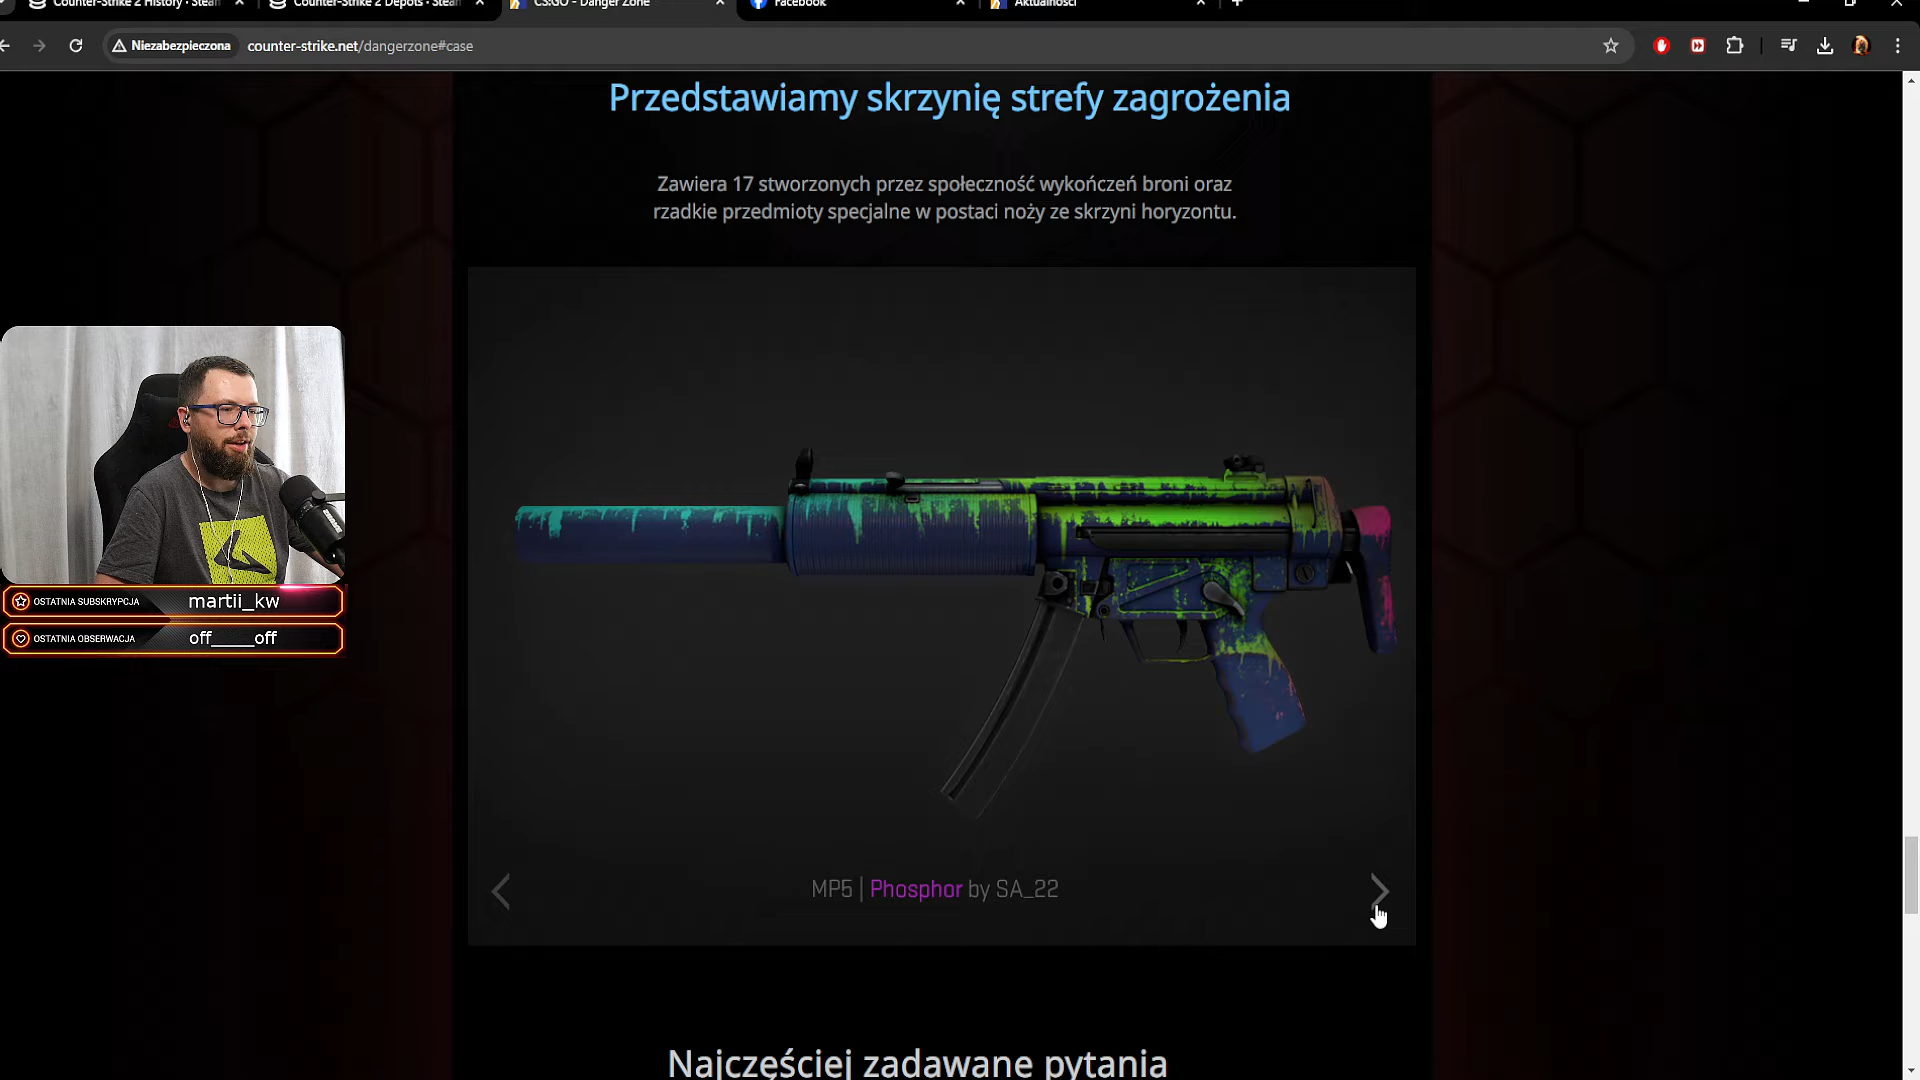 Counter-Strike 2 History · Steam
Counter-Strike 2 Depots · Steam
CS:GO - Danger Zone
Facebook
Aktualności
Niezabezpieczona
counter-strike.net/dangerzone#case
Przedstawiamy skrzynię strefy zagrożenia
Zawiera 17 stworzonych przez społeczność wykończeń broni oraz
rzadkie przedmioty specjalne w postaci noży ze skrzyni horyzontu.
OSTATNIA SUBSKRYPCJA martii_kw
OSTATNIA OBSERWACJA off_____off
MP5 | Phosphor by SA_22
Najczęściej zadawane pytania